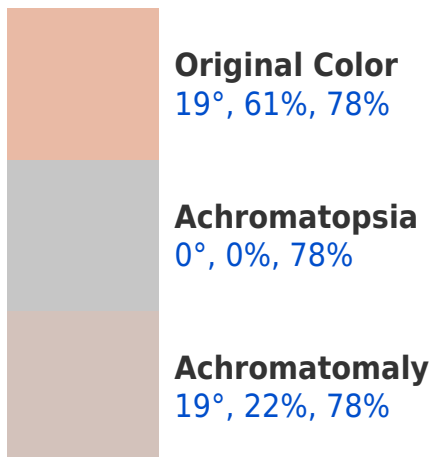 Original Color
19°, 61%, 78%
Achromatopsia
0°, 0%, 78%
Achromatomaly
19°, 22%, 78%